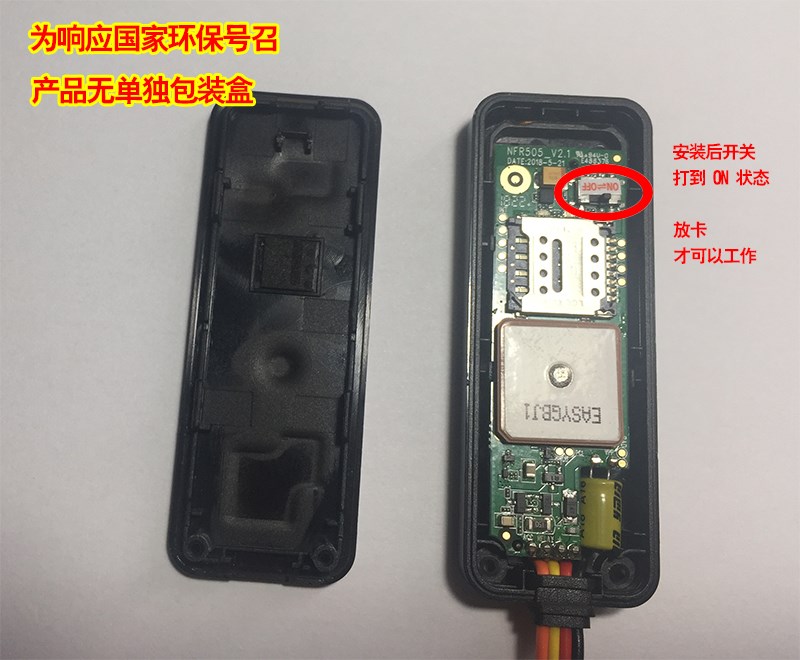 为响应国家环保号召
产品无单独包装盒
安装后开关
打到 ON 状态
放卡
才可以工作
NFR505_V2.1
DATE:2018-5-21
94V-0
ON⇌OFF
EASYGBJ1